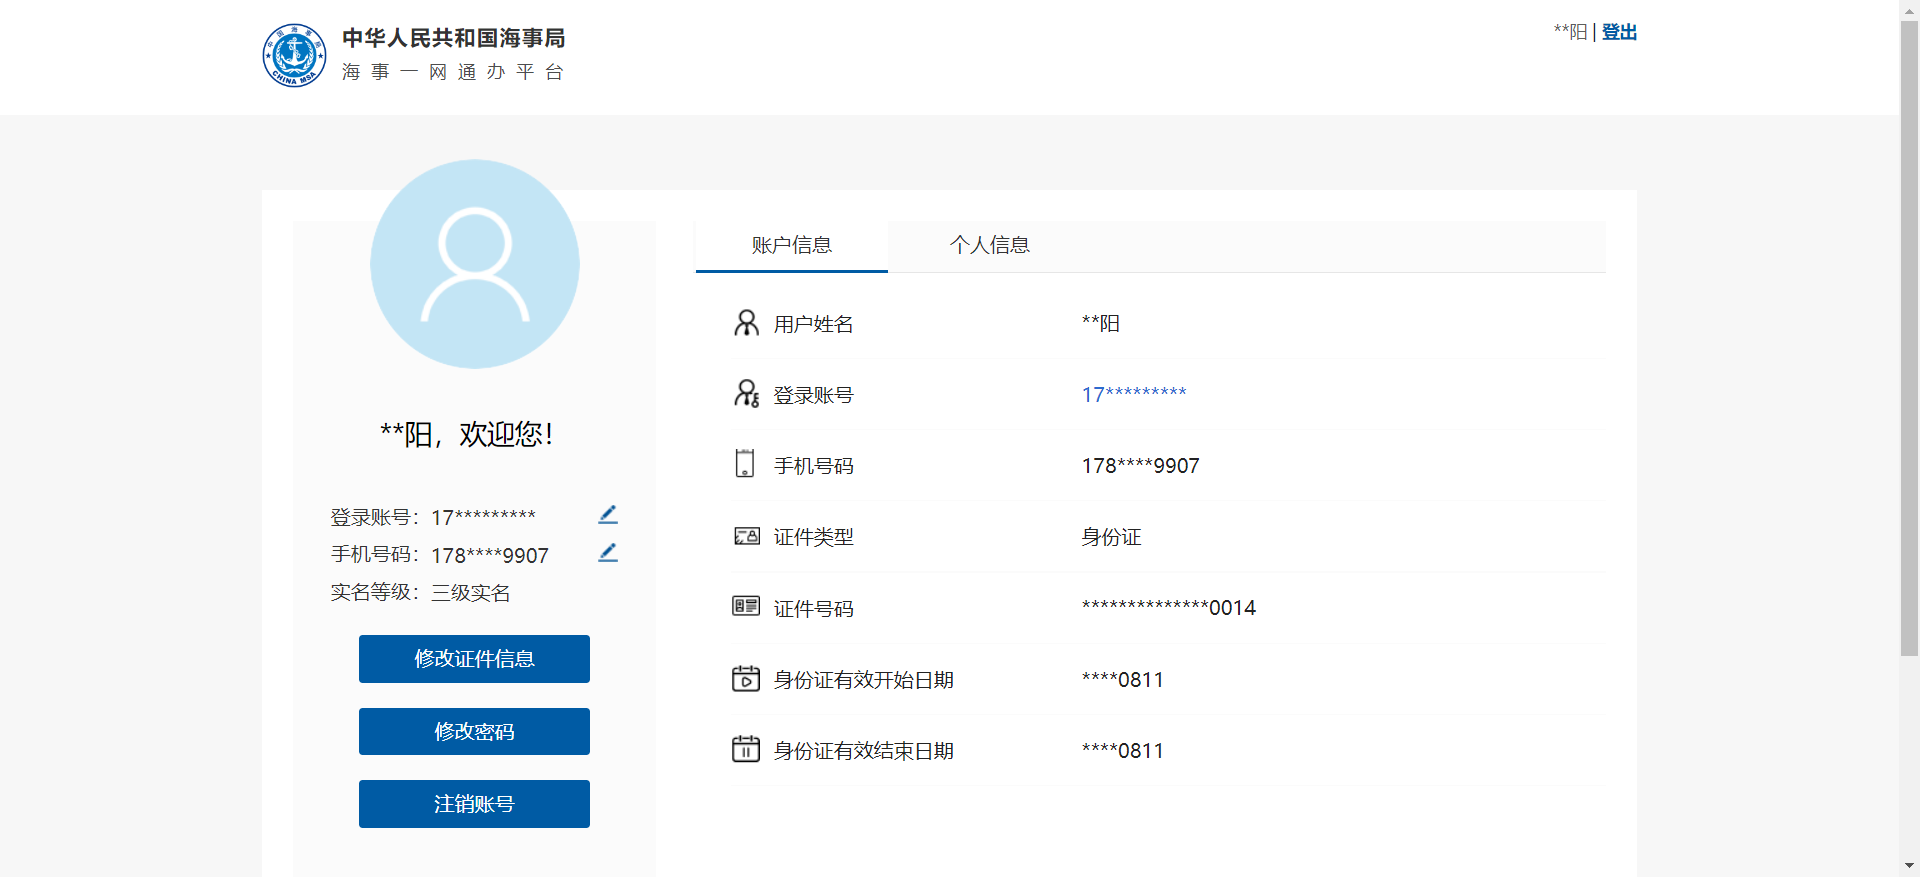 中华人民共和国海事局
海事一网通办平台
**阳 | 登出
**阳，欢迎您！
登录账号：17*********
手机号码：178****9907
实名等级：三级实名
修改证件信息
修改密码
注销账号
账户信息
个人信息
用户姓名 **阳
登录账号 17*********
手机号码 178****9907
证件类型 身份证
证件号码 **************0014
身份证有效开始日期 ****0811
身份证有效结束日期 ****0811
中国海事局
CHINA MSA